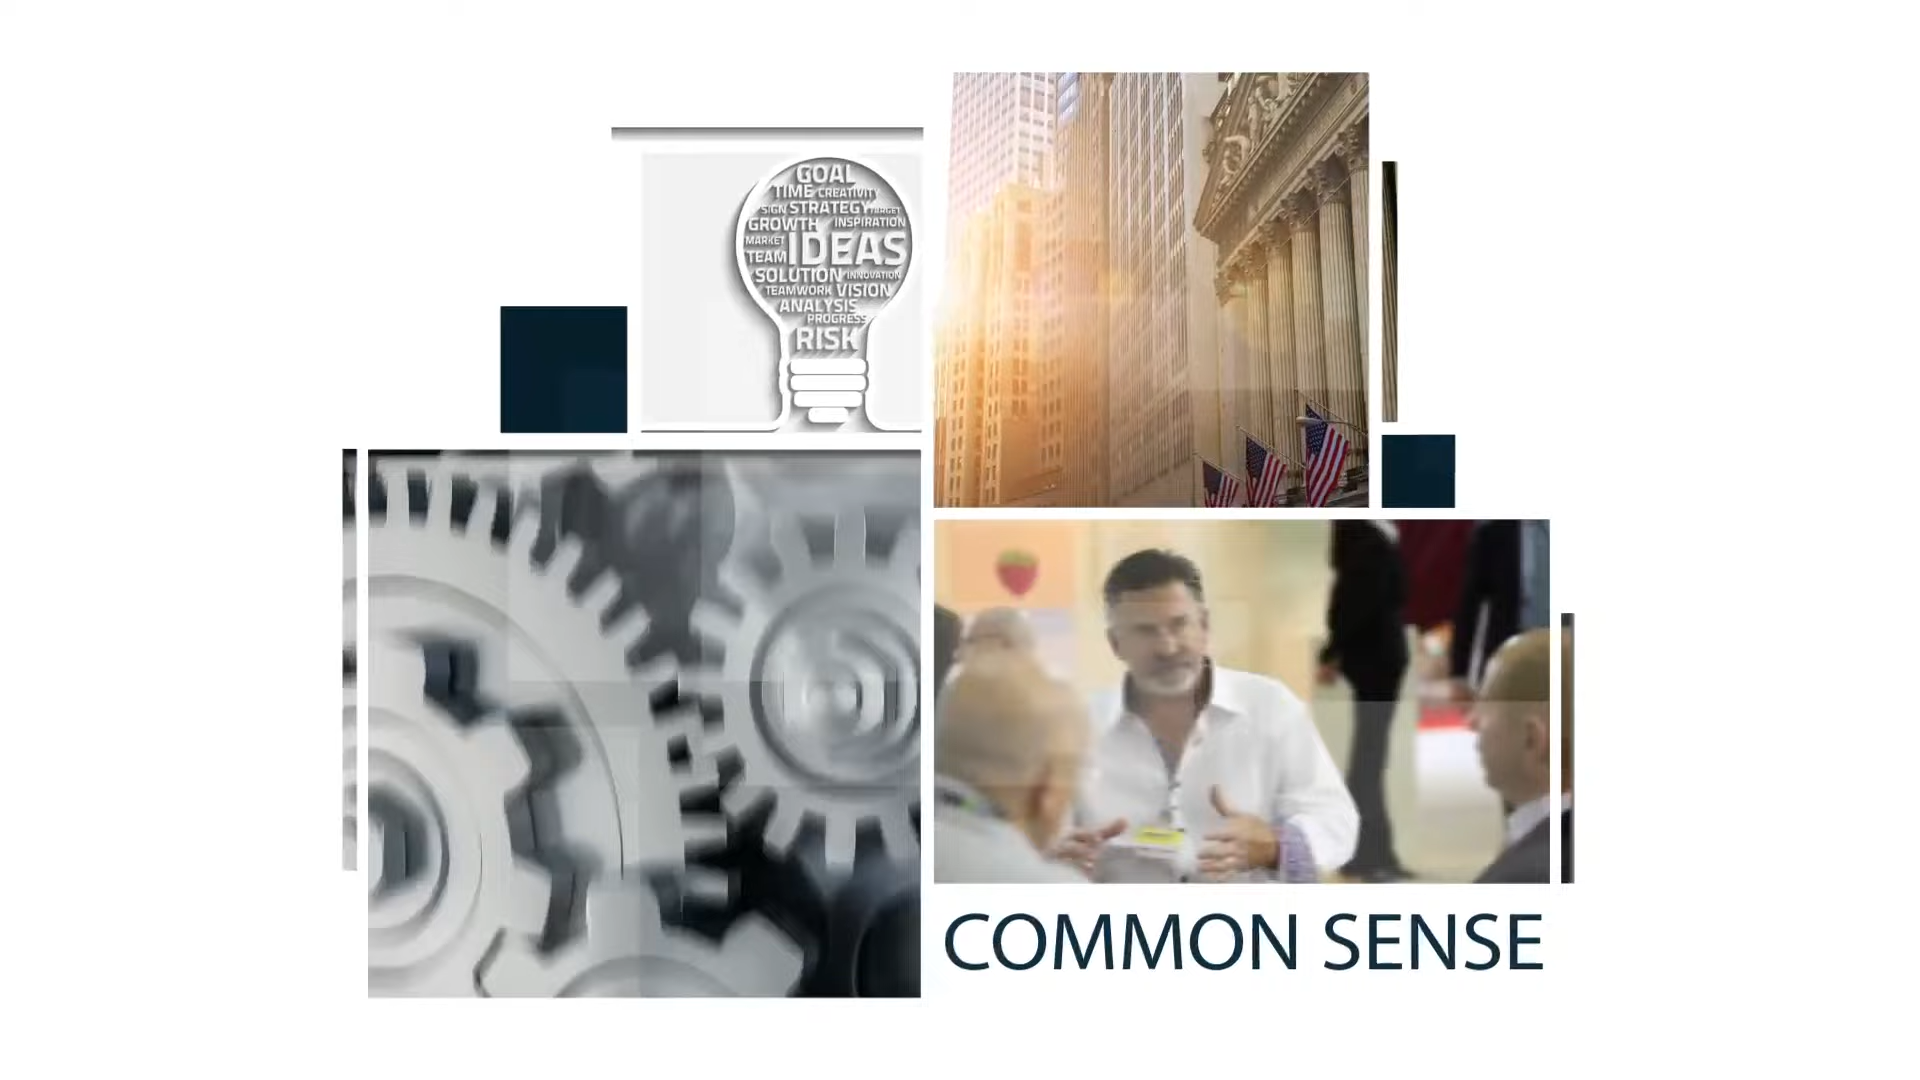 GOAL
TIME CREATIVITY
SIGN STRATEGY TARGET
GROWTH INSPIRATION
MARKET IDEAS
TEAM
SOLUTION INNOVATION
TEAMWORK VISION
ANALYSIS
PROGRESS
RISK
COMMON SENSE